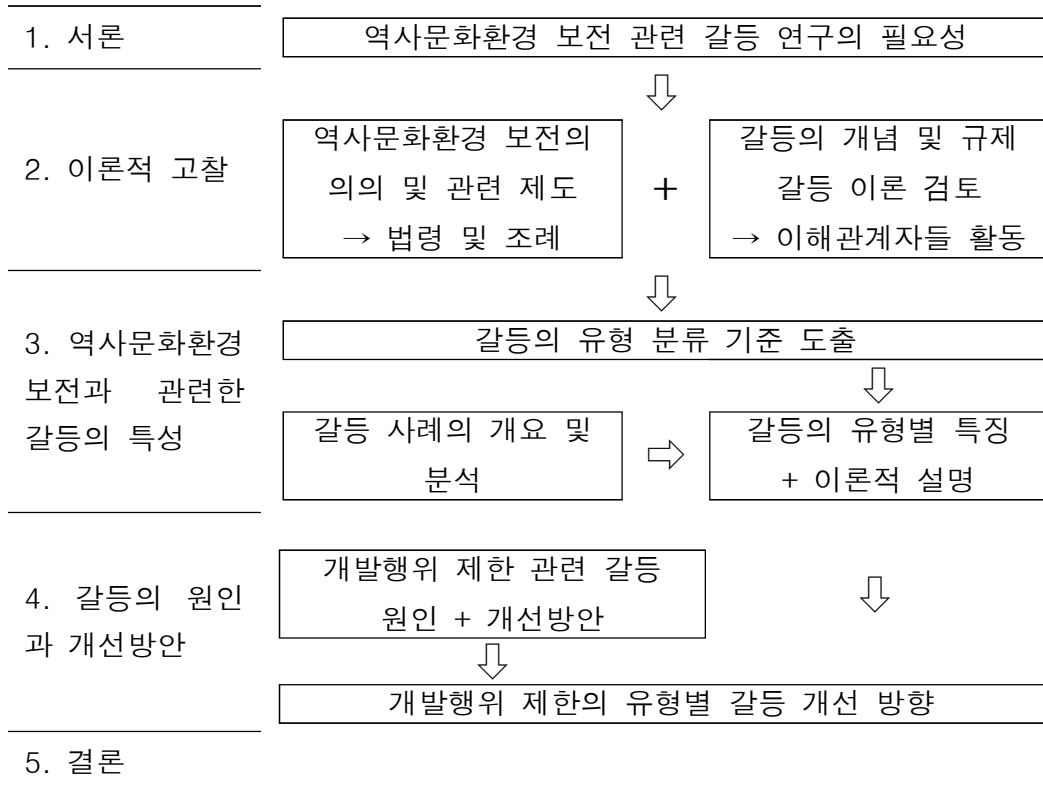 1. 서론
역사문화환경 보전 관련 갈등 연구의 필요성
⇩
2. 이론적 고찰
역사문화환경 보전의
의의 및 관련 제도
→ 법령 및 조례
+
갈등의 개념 및 규제
갈등 이론 검토
→ 이해관계자들 활동
⇩
3. 역사문화환경
보전과 관련한
갈등의 특성
갈등의 유형 분류 기준 도출
⇩
갈등 사례의 개요 및
분석
⇨
갈등의 유형별 특징
+ 이론적 설명
4. 갈등의 원인
과 개선방안
개발행위 제한 관련 갈등
원인 + 개선방안
⇩
⇩
개발행위 제한의 유형별 갈등 개선 방향
5. 결론